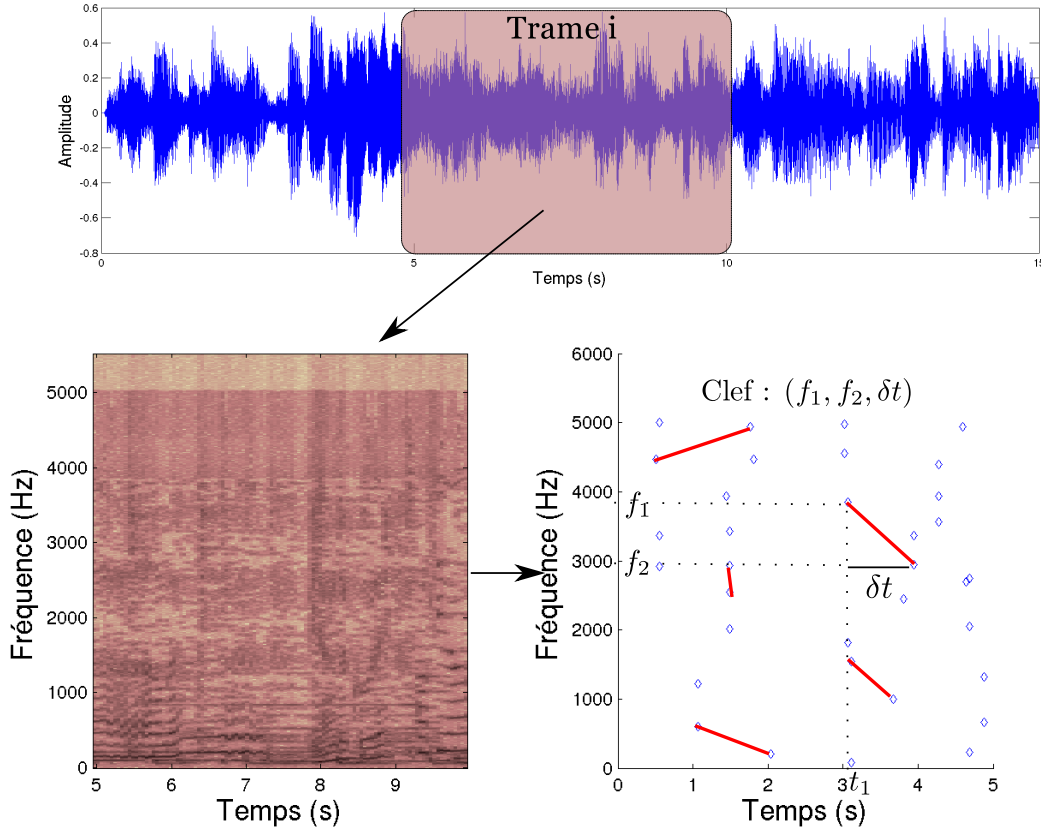 Trame i
0.6
0.4
0.2
0
-0.2
-0.4
-0.6
-0.8
Amplitude
0 5 10 15
Temps (s)
5000
4000
3000
2000
1000
0
Fréquence (Hz)
5 6 7 8 9
Temps (s)
6000
5000
4000
3000
2000
1000
0
Fréquence (Hz)
Clef : (f₁, f₂, δt)
f₁
f₂
δt
0 1 2 3 t₁ 4 5
Temps (s)